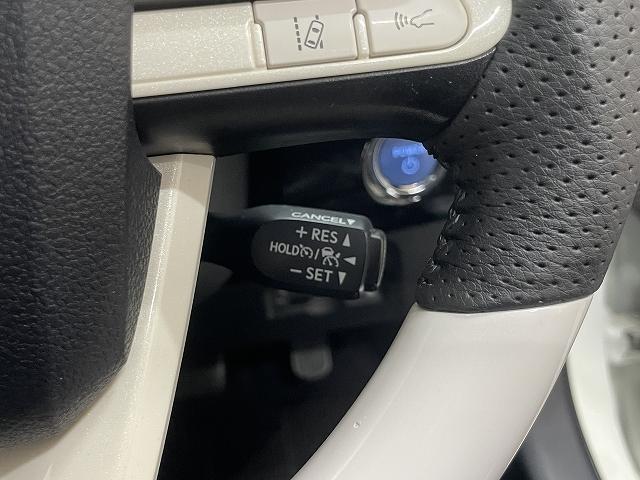 CANCEL
+ RES
HOLD /
- SET